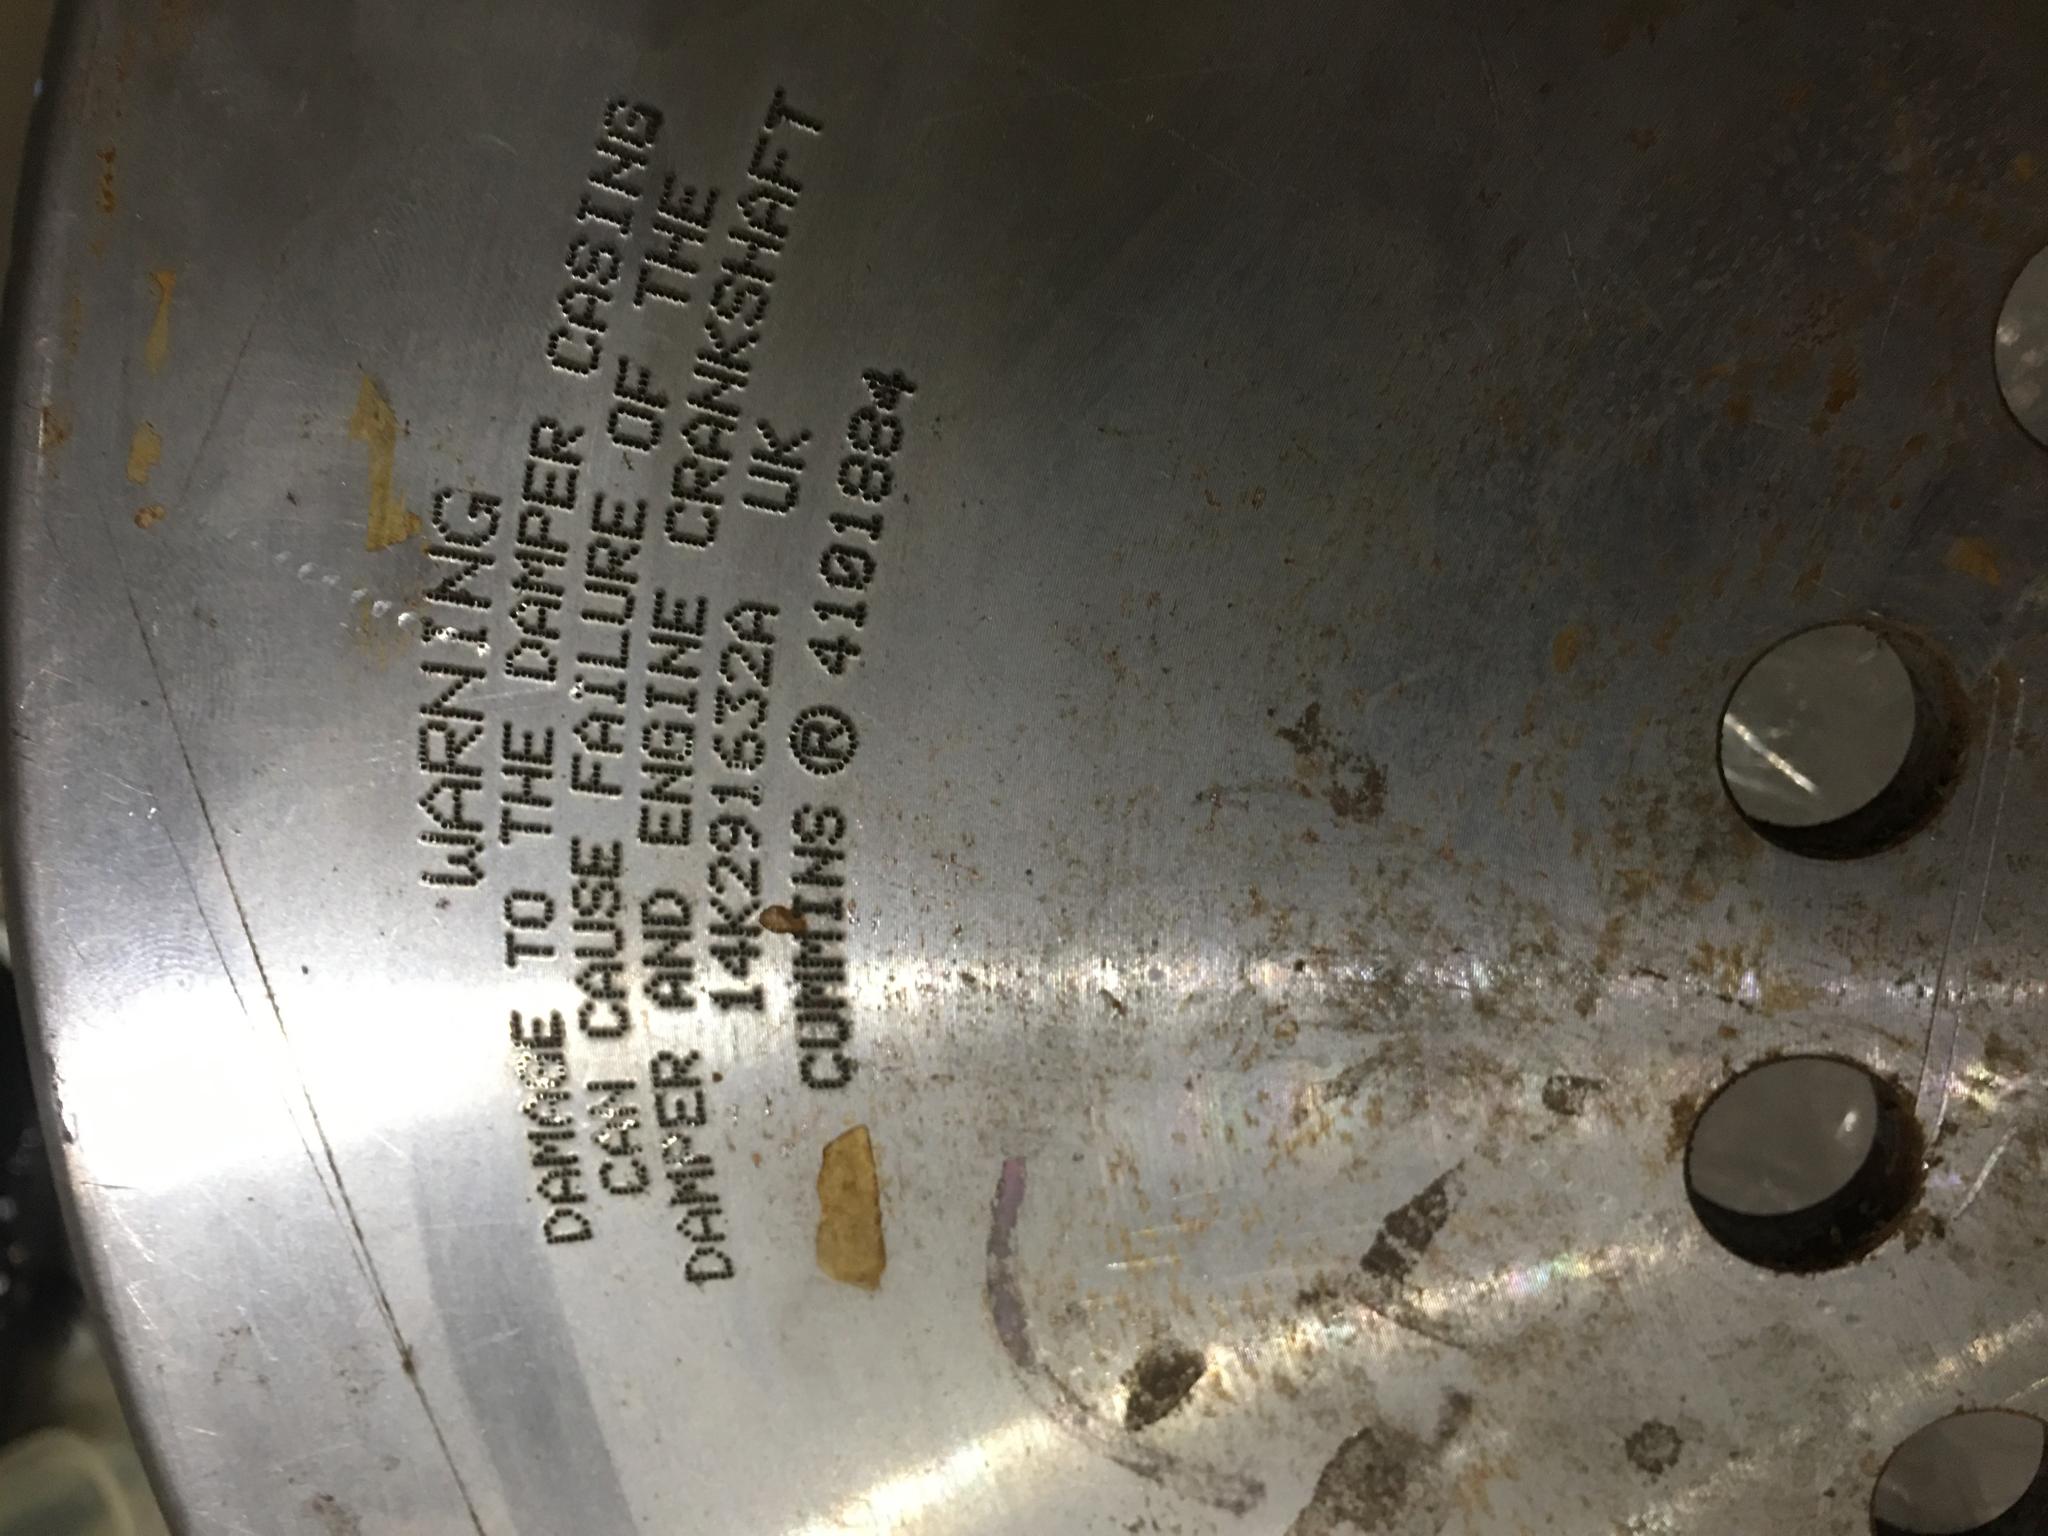 WARNING
DAMAGE TO THE DAMPER CASING
CAN CAUSE FAILURE OF THE
DAMPER AND ENGINE CRANKSHAFT
14K291632A UK
CUMMINS ® 4101884